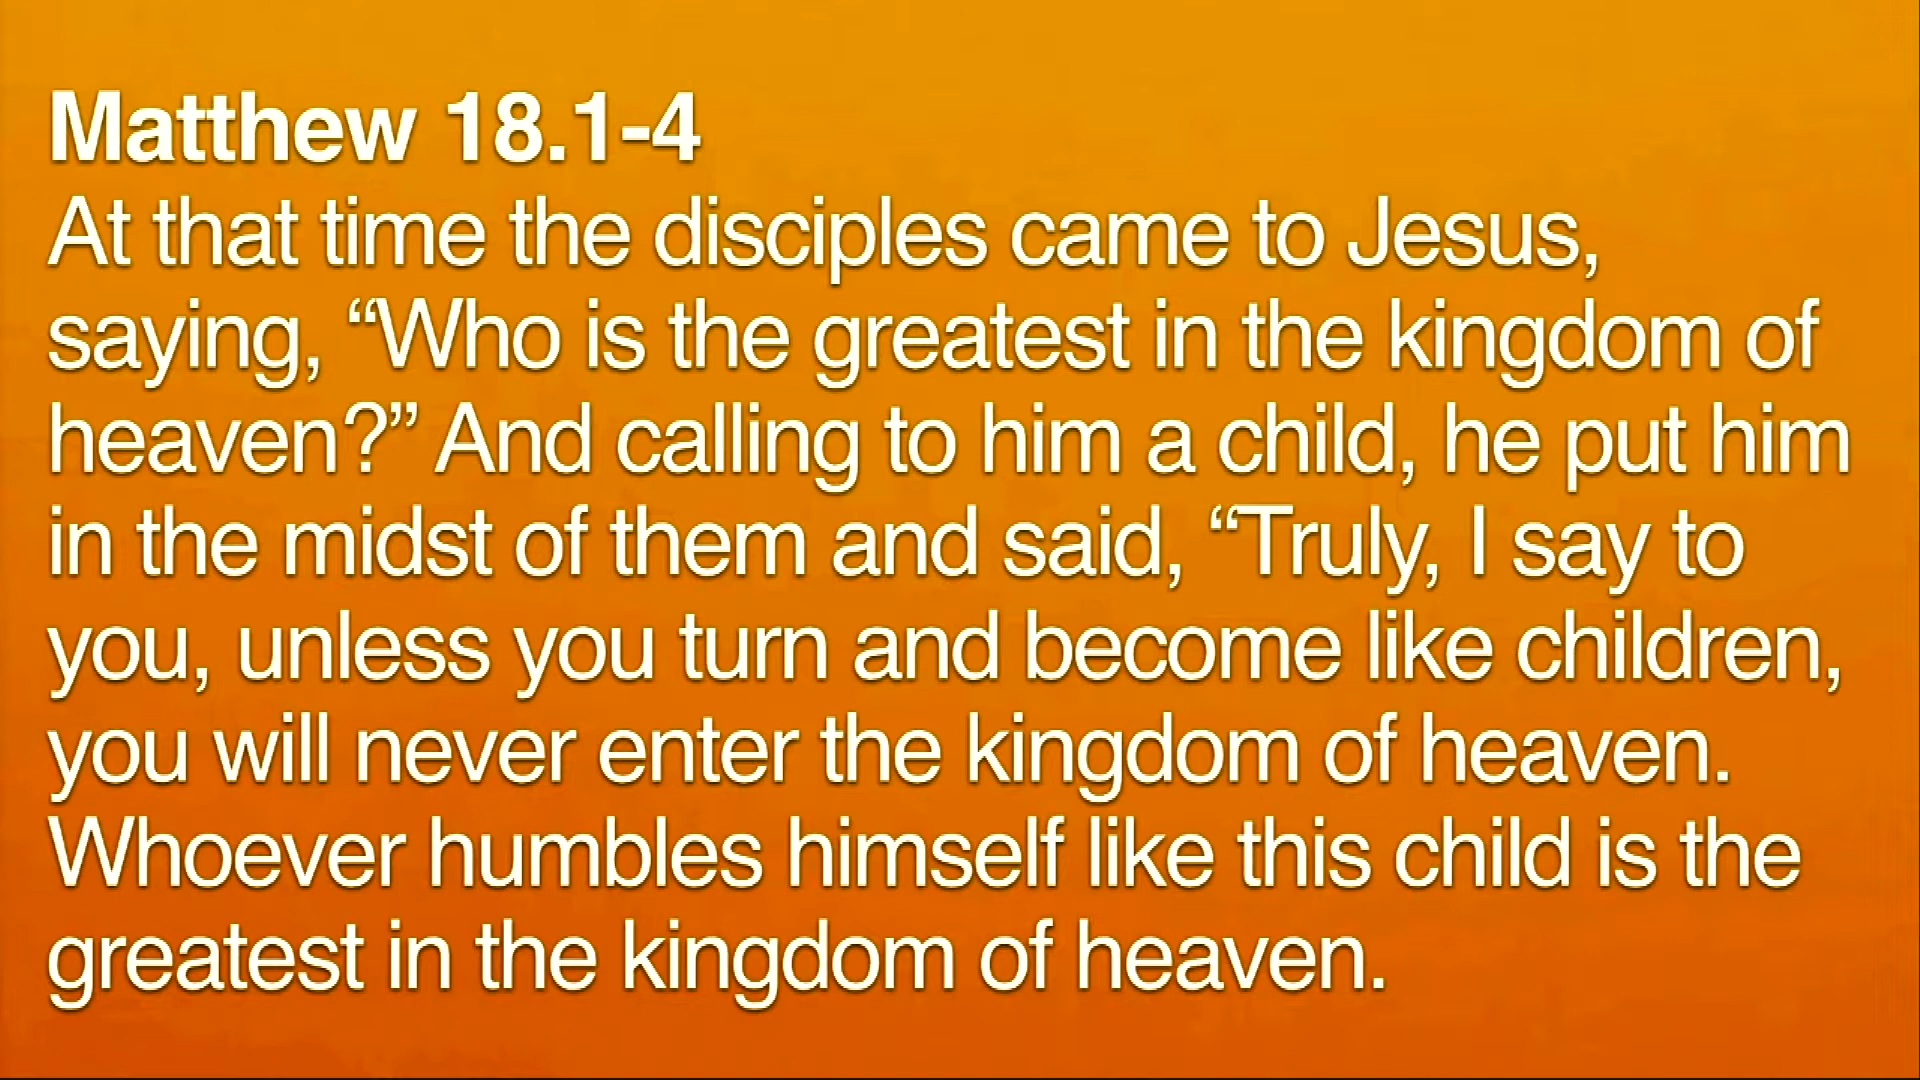 Matthew 18.1-4
At that time the disciples came to Jesus,
saying, “Who is the greatest in the kingdom of
heaven?” And calling to him a child, he put him
in the midst of them and said, “Truly, I say to
you, unless you turn and become like children,
you will never enter the kingdom of heaven.
Whoever humbles himself like this child is the
greatest in the kingdom of heaven.